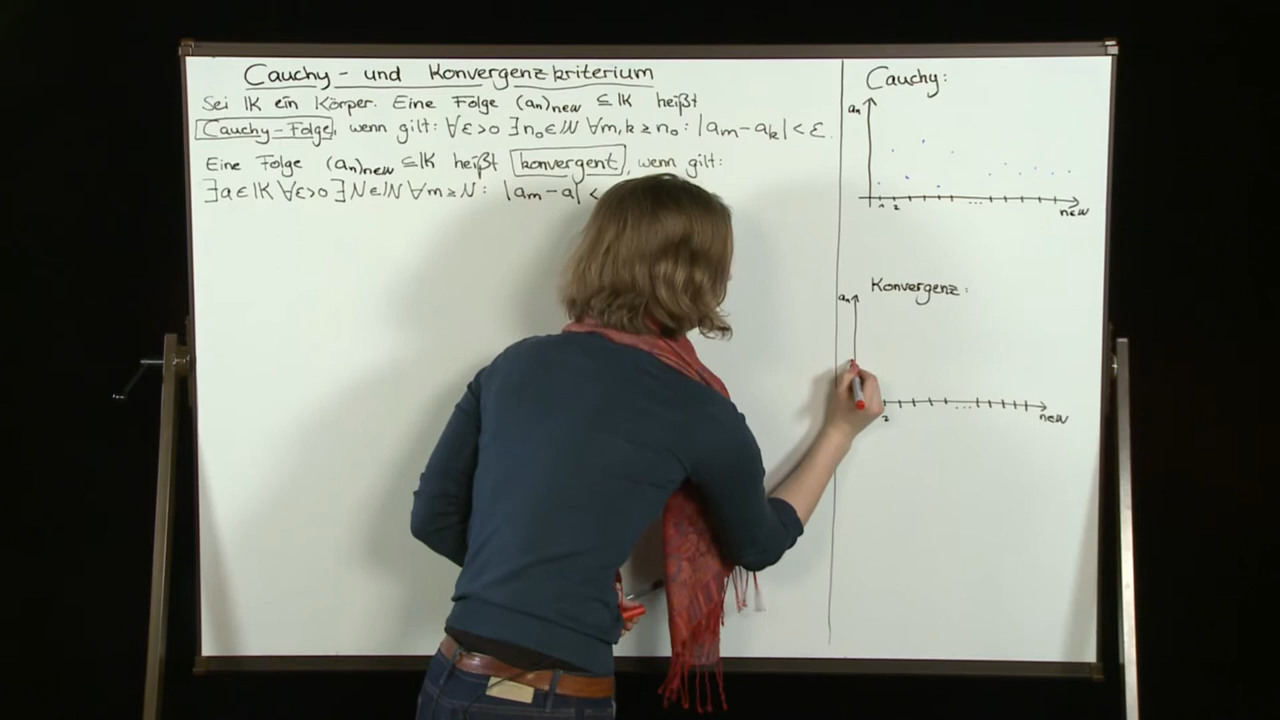 Cauchy- und Konvergenzkriterium
Sei 𝕂 ein Körper. Eine Folge (aₙ)ₙ∈ℕ ⊆ 𝕂 heißt
Cauchy-Folge, wenn gilt: ∀ε>0 ∃n₀∈ℕ ∀m,k≥n₀: |aₘ-aₖ|<ε.
Eine Folge (aₙ)ₙ∈ℕ ⊆𝕂 heißt konvergent, wenn gilt:
∃a∈𝕂 ∀ε>0 ∃N∈ℕ ∀m≥N: |aₘ-a| <
Cauchy:
aₙ
1 2 ... n∈ℕ
Konvergenz:
aₙ
2 ... n∈ℕ